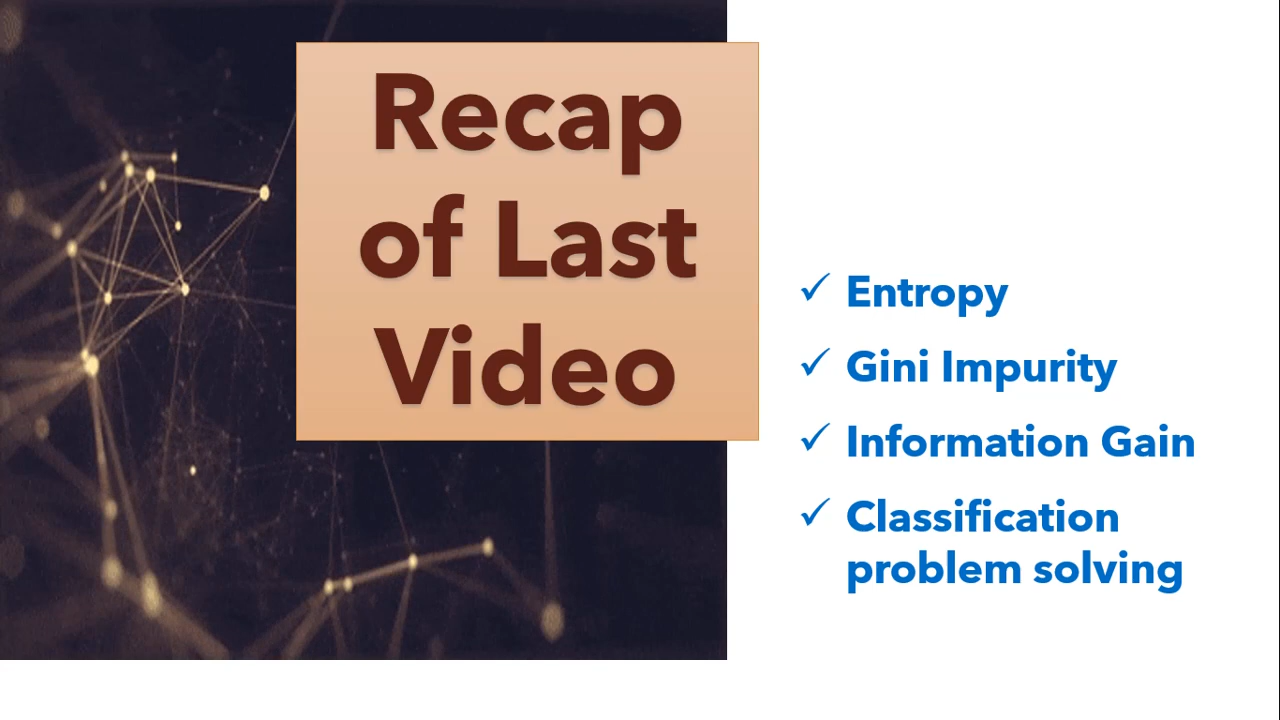 Recap
of Last
Video
✓ Entropy
✓ Gini Impurity
✓ Information Gain
✓ Classification
problem solving